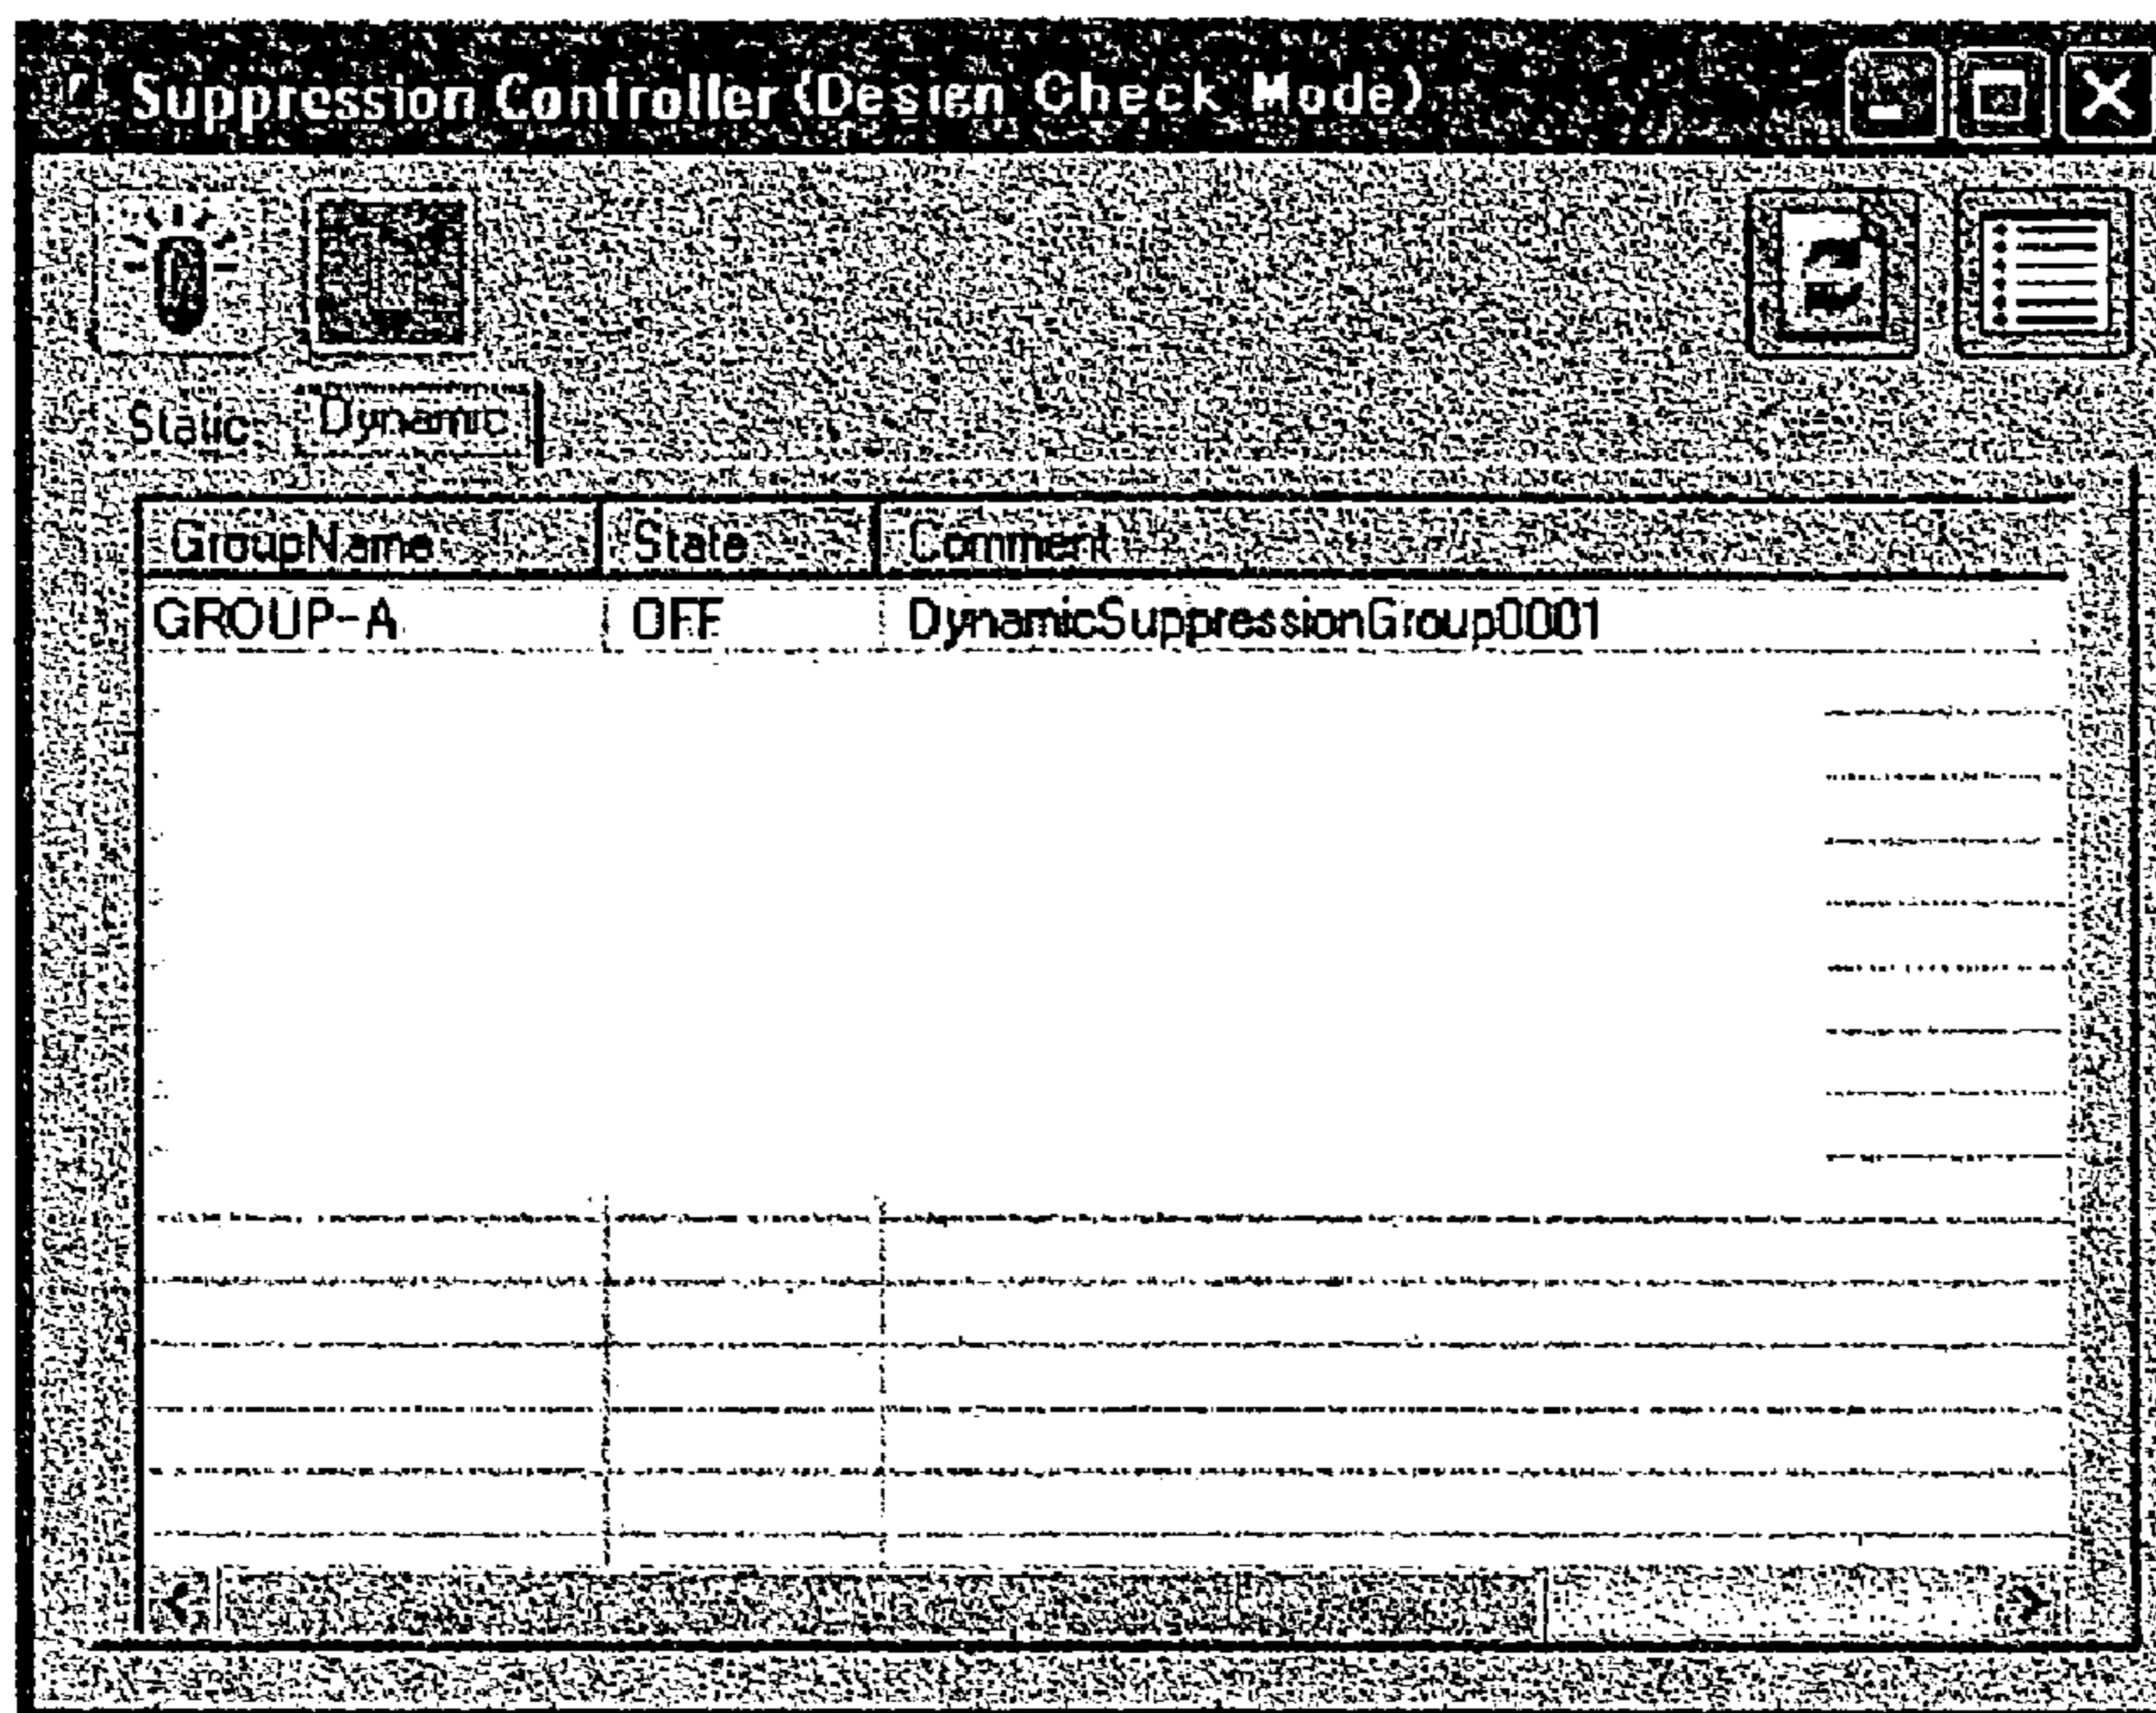 Suppression Controller (Design Check Mode)
Static Dynamic
GroupName State Comment
GROUP-A OFF DynamicSuppressionGroup0001